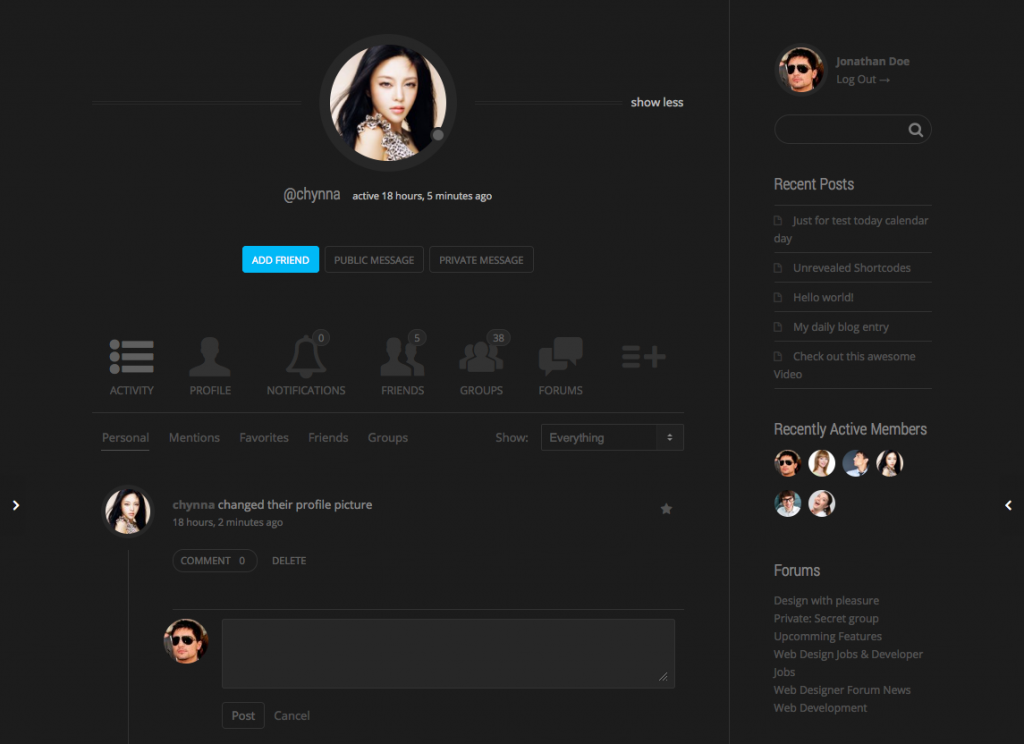 show less
@chynna active 18 hours, 5 minutes ago
ADD FRIEND PUBLIC MESSAGE PRIVATE MESSAGE
0 5 38
ACTIVITY PROFILE NOTIFICATIONS FRIENDS GROUPS FORUMS
Personal Mentions Favorites Friends Groups Show: Everything
chynna changed their profile picture
18 hours, 2 minutes ago
COMMENT 0 DELETE
Post Cancel
Jonathan Doe
Log Out →
Recent Posts
Just for test today calendar
day
Unrevealed Shortcodes
Hello world!
My daily blog entry
Check out this awesome
Video
Recently Active Members
Forums
Design with pleasure
Private: Secret group
Upcomming Features
Web Design Jobs & Developer
Jobs
Web Designer Forum News
Web Development